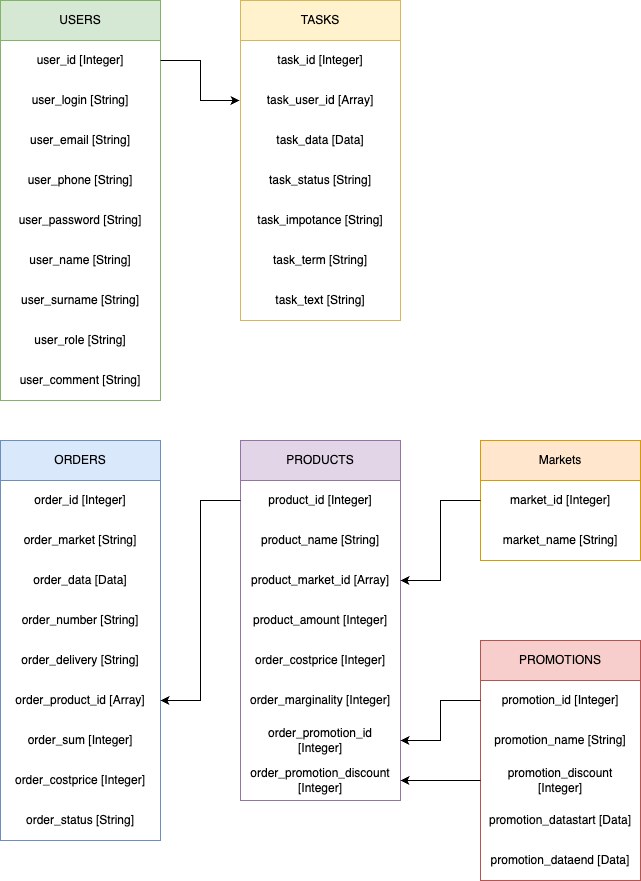 USERS
user_id [Integer]
user_login [String]
user_email [String]
user_phone [String]
user_password [String]
user_name [String]
user_surname [String]
user_role [String]
user_comment [String]
TASKS
task_id [Integer]
task_user_id [Array]
task_data [Data]
task_status [String]
task_impotance [String]
task_term [String]
task_text [String]
ORDERS
order_id [Integer]
order_market [String]
order_data [Data]
order_number [String]
order_delivery [String]
order_product_id [Array]
order_sum [Integer]
order_costprice [Integer]
order_status [String]
PRODUCTS
product_id [Integer]
product_name [String]
product_market_id [Array]
product_amount [Integer]
order_costprice [Integer]
order_marginality [Integer]
order_promotion_id
[Integer]
order_promotion_discount
[Integer]
Markets
market_id [Integer]
market_name [String]
PROMOTIONS
promotion_id [Integer]
promotion_name [String]
promotion_discount
[Integer]
promotion_datastart [Data]
promotion_dataend [Data]